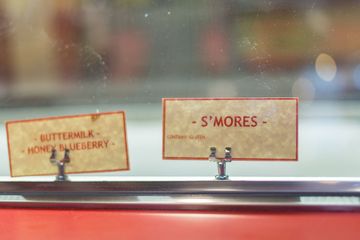 - BUTTERMILK -
- HONEY BLUEBERRY -
- S'MORES -
CONTAINS GLUTEN